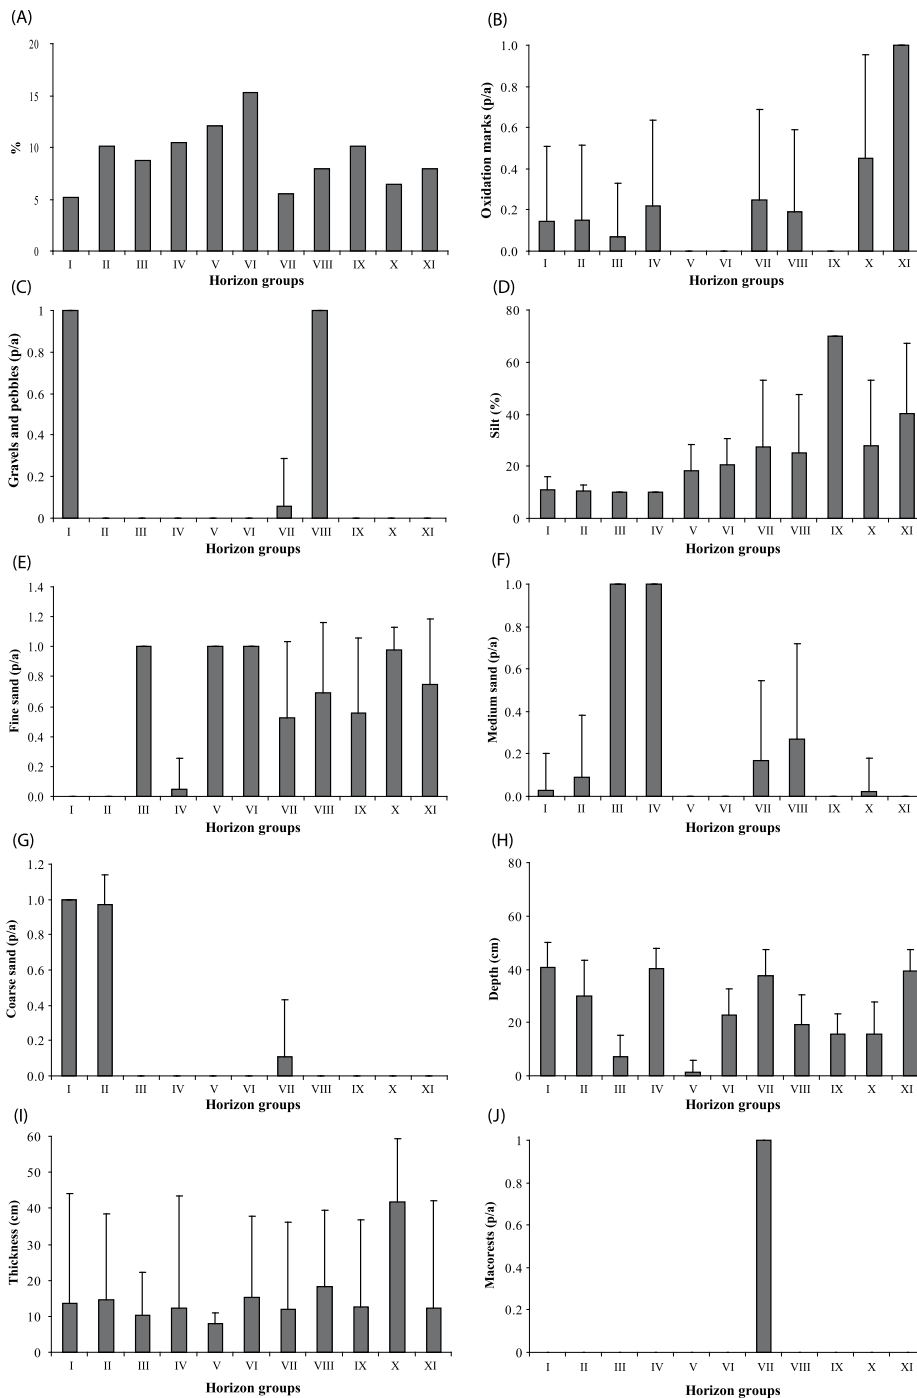 (A)
%
20
15
10
5
0
I II III IV V VI VII VIII IX X XI
Horizon groups
(B)
Oxidation marks (p/a)
1.0
0.8
0.6
0.4
0.2
0.0
I II III IV V VI VII VIII IX X XI
Horizon groups
(C)
Gravels and pebbles (p/a)
1
0.8
0.6
0.4
0.2
0
I II III IV V VI VII VIII IX X XI
Horizon groups
(D)
Silt (%)
80
60
40
20
0
I II III IV V VI VII VIII IX X XI
Horizon groups
(E)
Fine sand (p/a)
1.4
1.2
1.0
0.8
0.6
0.4
0.2
0.0
I II III IV V VI VII VIII IX X XI
Horizon groups
(F)
Medium sand (p/a)
1.0
0.8
0.6
0.4
0.2
0.0
I II III IV V VI VII VIII IX X XI
Horizon groups
(G)
Coarse sand (p/a)
1.2
1.0
0.8
0.6
0.4
0.2
0.0
I II III IV V VI VII VIII IX X XI
Horizon groups
(H)
Depth (cm)
80
60
40
20
0
I II III IV V VI VII VIII IX X XI
Horizon groups
(I)
Thickness (cm)
60
50
40
30
20
10
0
I II III IV V VI VII VIII IX X XI
Horizon groups
(J)
Macorests (p/a)
1
0.8
0.6
0.4
0.2
0
I II III IV V VI VII VIII IX X XI
Horizon groups